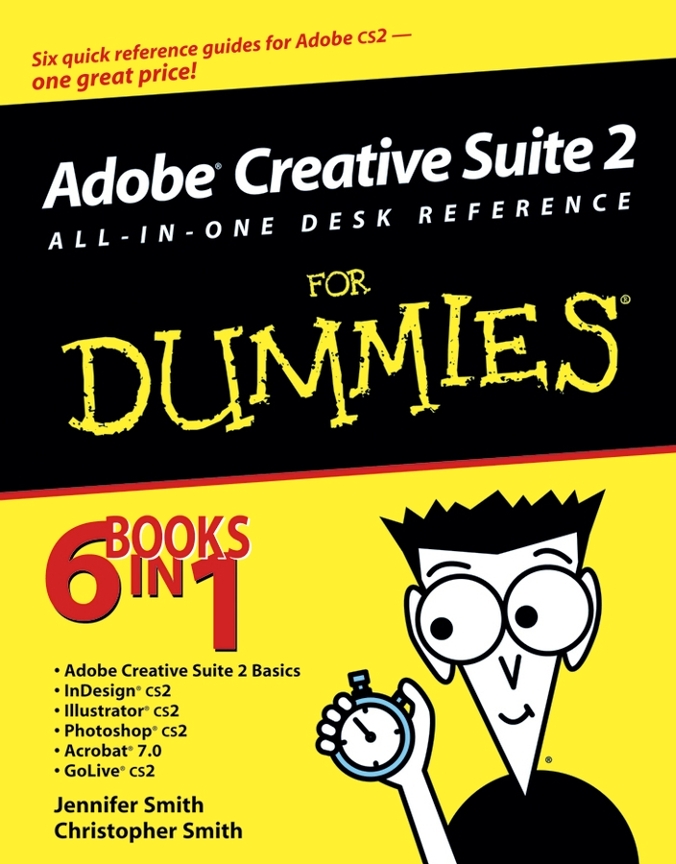 Six quick reference guides for Adobe CS2 —
one great price!
Adobe® Creative Suite 2
ALL-IN-ONE DESK REFERENCE
FOR
DUMMIES®
6 BOOKS
IN 1
• Adobe Creative Suite 2 Basics
• InDesign® CS2
• Illustrator® CS2
• Photoshop® CS2
• Acrobat® 7.0
• GoLive® CS2
®
Jennifer Smith
Christopher Smith